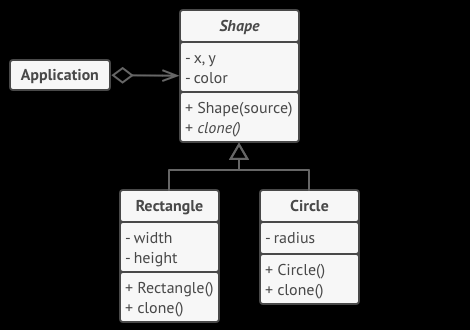 Shape
- x, y
- color
+ Shape(source)
+ clone()
Application
Rectangle
- width
- height
+ Rectangle()
+ clone()
Circle
- radius
+ Circle()
+ clone()